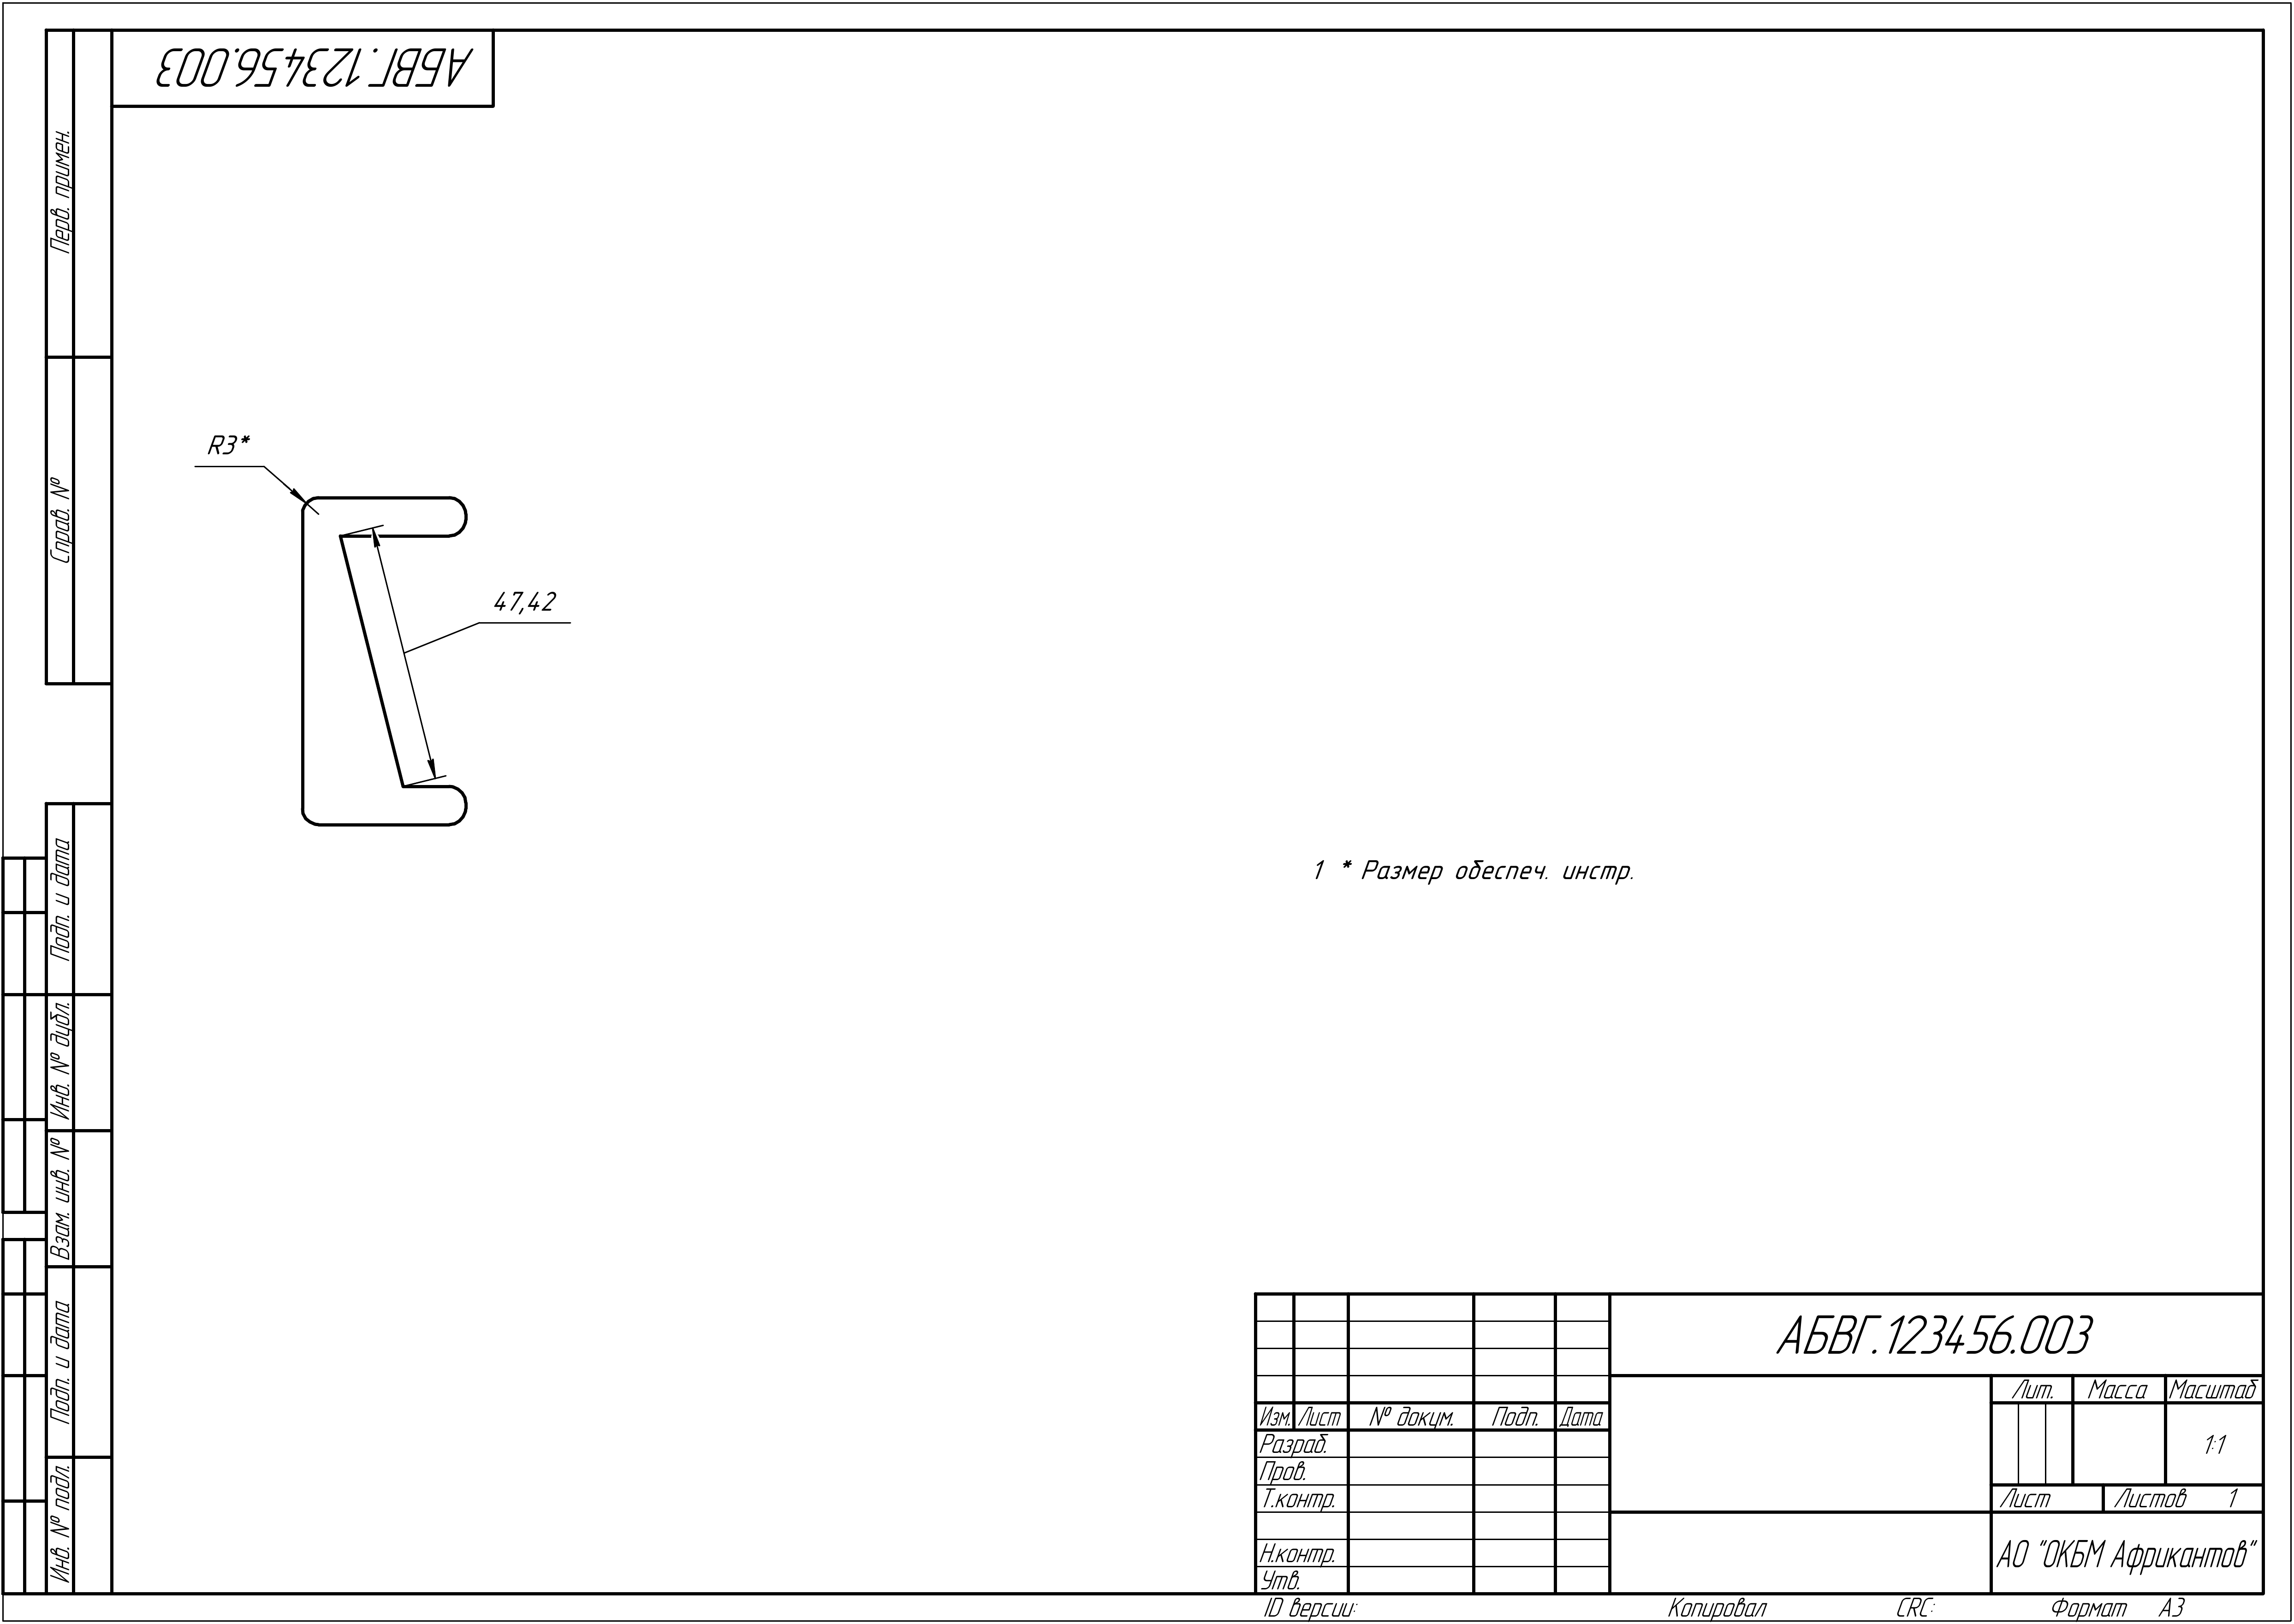 АБВГ.123456.003
Перв. примен.
Справ. №
R3*
47,42
1 * Размер обеспеч. инстр.
Подп. и дата
Инв. № дубл.
Взам. инв. №
Подп. и дата
Инв. № подл.
АБВГ.123456.003
Лит. Масса Масштаб
Изм. Лист № докум. Подп. Дата
Разраб.
1:1
Пров.
Т.контр.
Лист Листов 1
Н.контр.
АО "ОКБМ Африкантов"
Утв.
ID версии: Копировал CRC: Формат А3